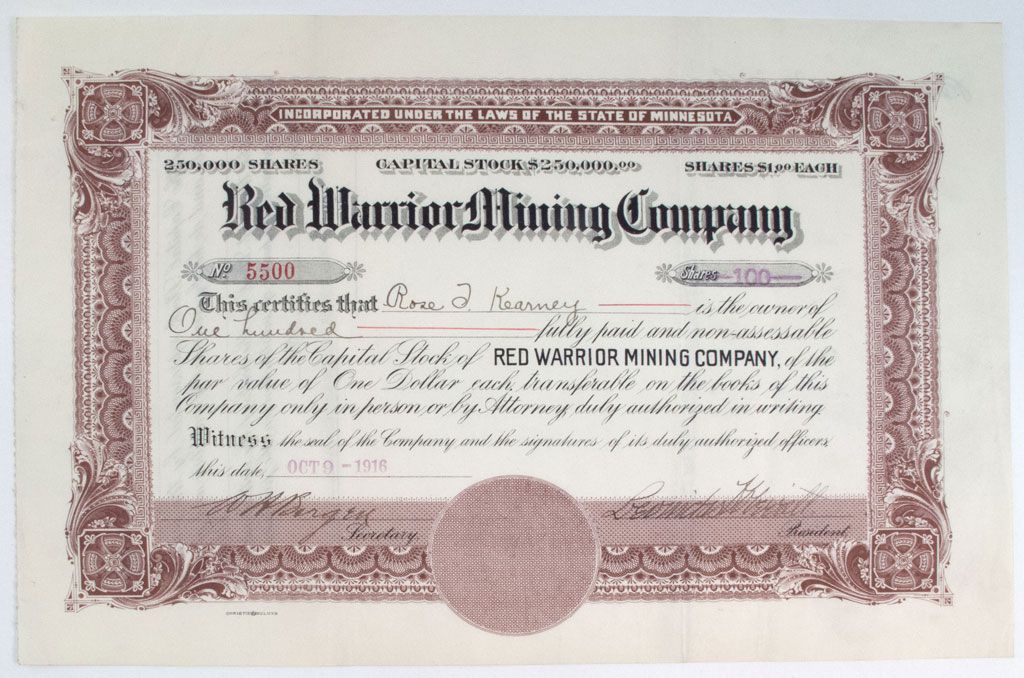 INCORPORATED UNDER THE LAWS OF THE STATE OF MINNESOTA
250,000 SHARES CAPITAL STOCK $250,000.00 SHARES $1.00 EACH
Red Warrior Mining Company
No. 5500 Shares 100
This certifies that Rose T. Kearney is the owner of
One hundred fully paid and non-assessable
Shares of the Capital Stock of RED WARRIOR MINING COMPANY, of the
par value of One Dollar each, transferable on the books of this
Company only in person or by Attorney, duly authorized in writing.
Witness the seal of the Company and the signatures of its duly authorized officers,
this date, OCT 9 - 1916
Secretary. President